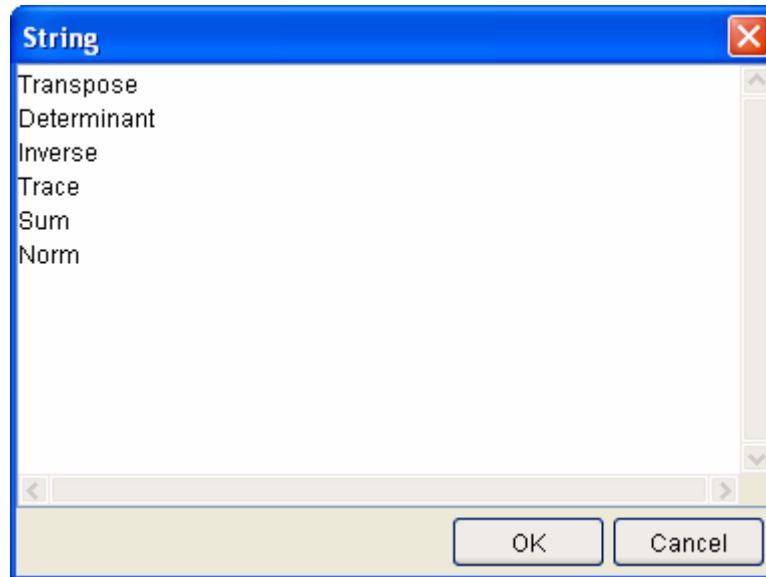 String
Transpose
Determinant
Inverse
Trace
Sum
Norm
OK Cancel